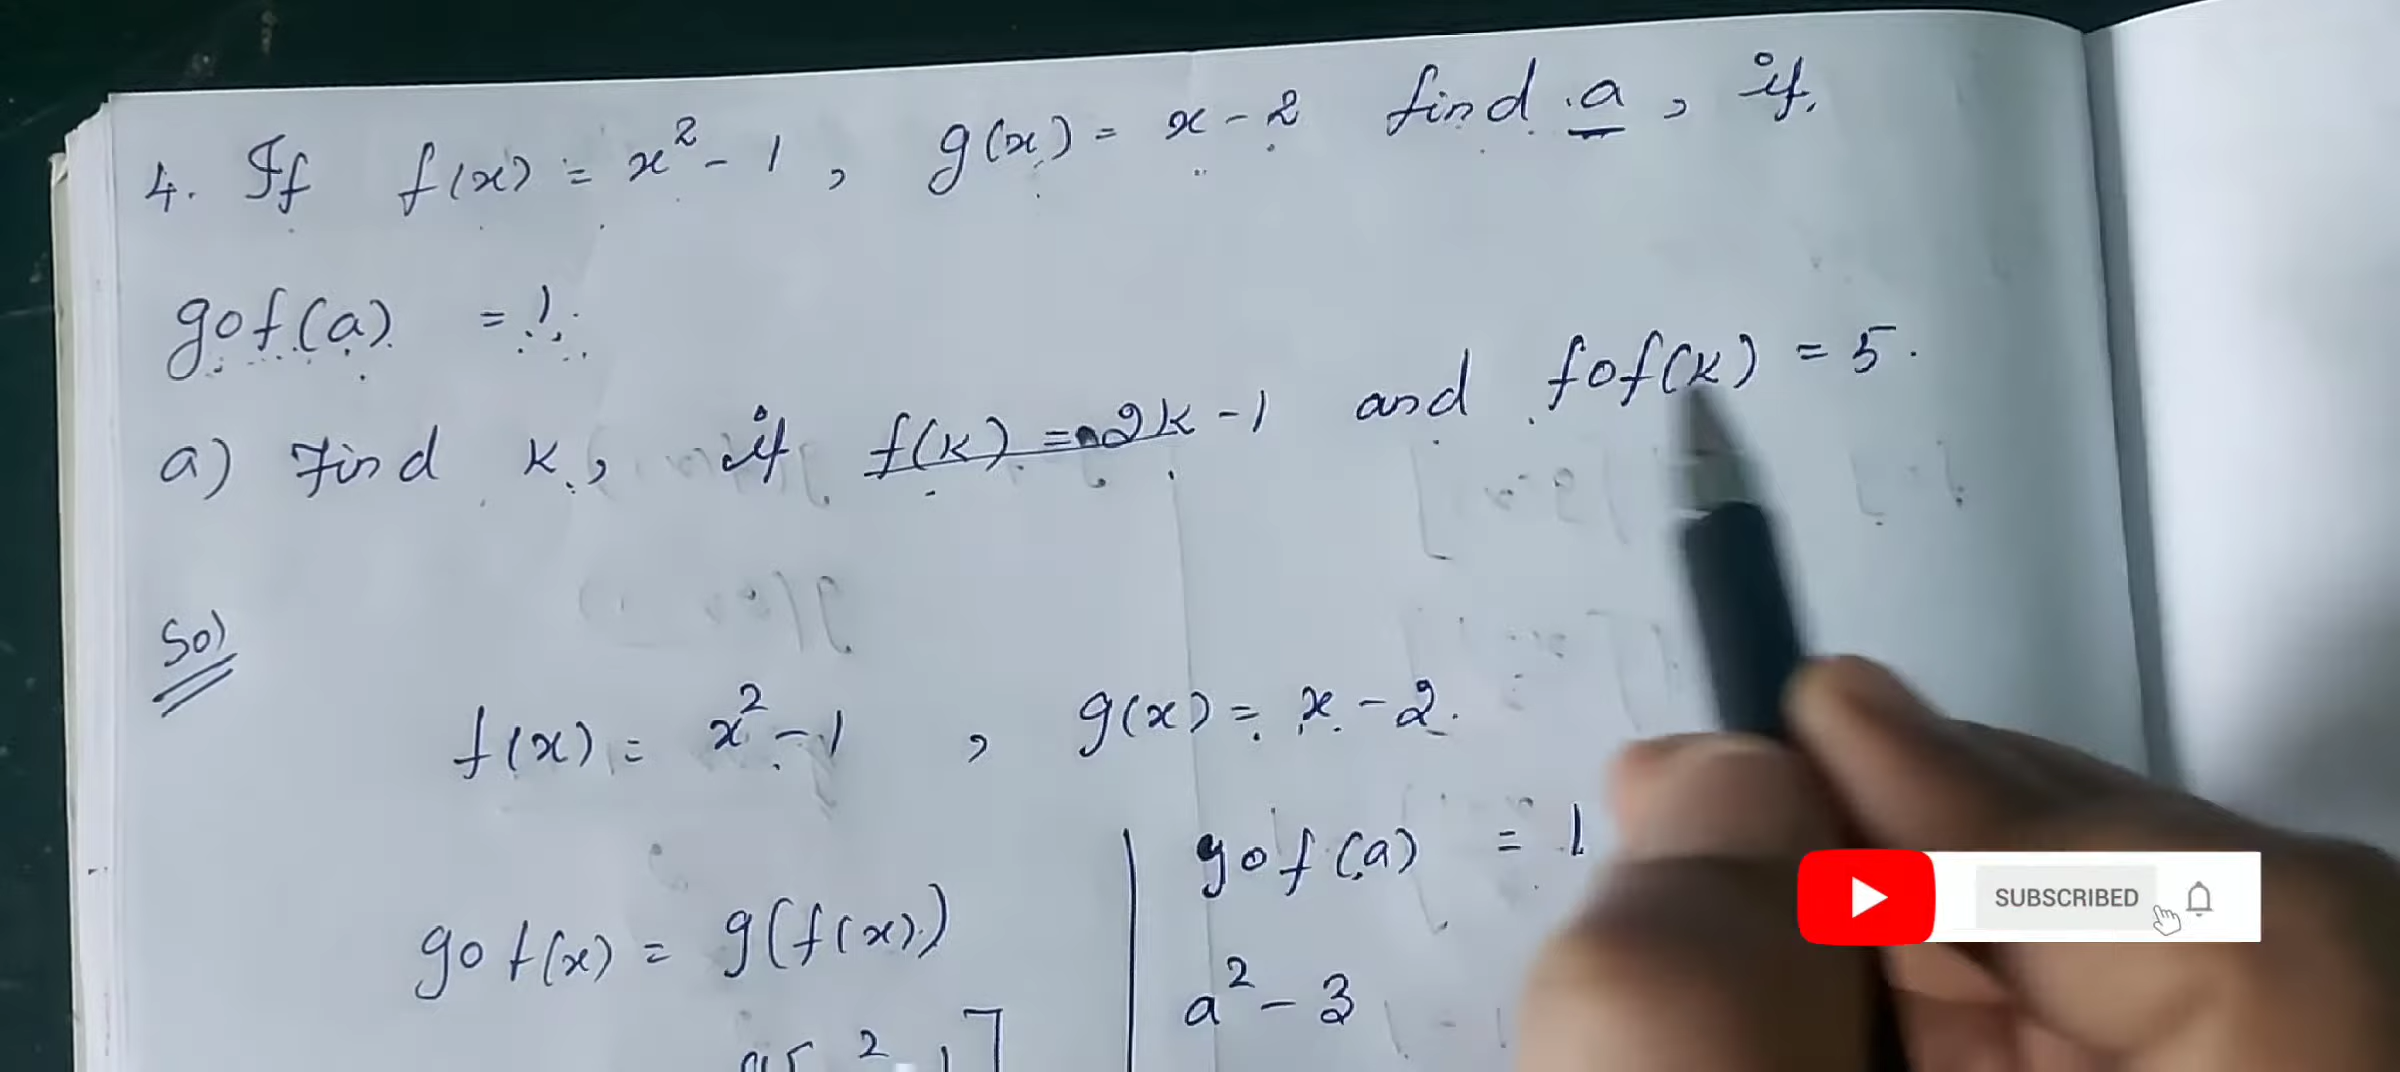 4. If f(x) = x² - 1, g(x) = x - 2 find a, if.
gof(a) = 1.
a) Find k, if f(k) = 2k - 1 and fof(k) = 5.
Sol
f(x) = x² - 1 , g(x) = x - 2.
gof(a) = 1
SUBSCRIBED
gof(x) = g(f(x))
a² - 3